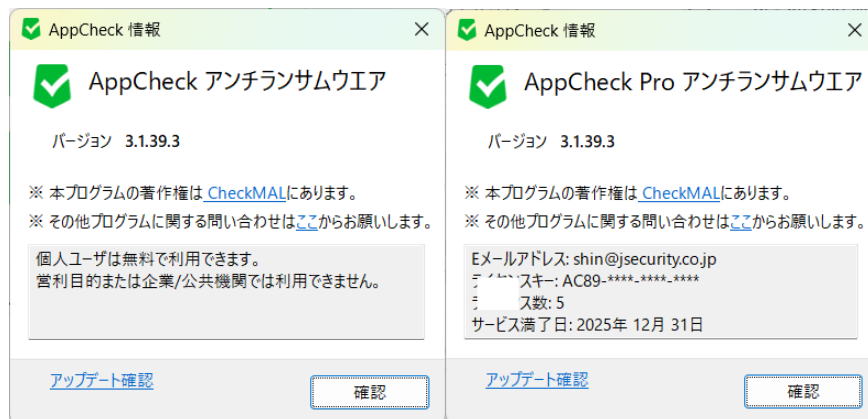 AppCheck 情報
AppCheck アンチランサムウエア
バージョン 3.1.39.3
※ 本プログラムの著作権は CheckMALにあります。
※ その他プログラムに関する問い合わせはここからお願いします。
個人ユーザは無料で利用できます。
営利目的または企業/公共機関では利用できません。
アップデート確認
確認
AppCheck 情報
AppCheck Pro アンチランサムウエア
バージョン 3.1.39.3
※ 本プログラムの著作権は CheckMALにあります。
※ その他プログラムに関する問い合わせはここからお願いします。
Eメールアドレス: shin@jsecurity.co.jp
スキー: AC89-****-****-****
ス数: 5
サービス満了日: 2025年 12月 31日
アップデート確認
確認